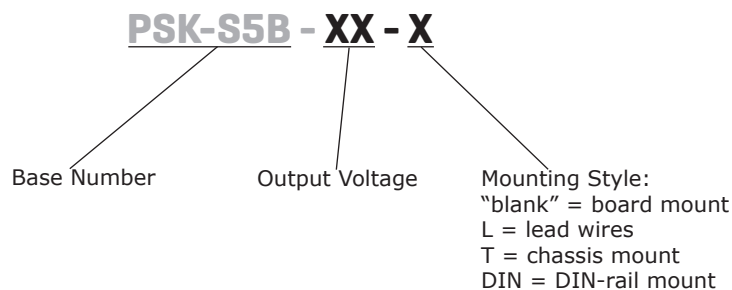 PSK-S5B - XX - X
Base Number
Output Voltage
Mounting Style:
“blank” = board mount
L = lead wires
T = chassis mount
DIN = DIN-rail mount